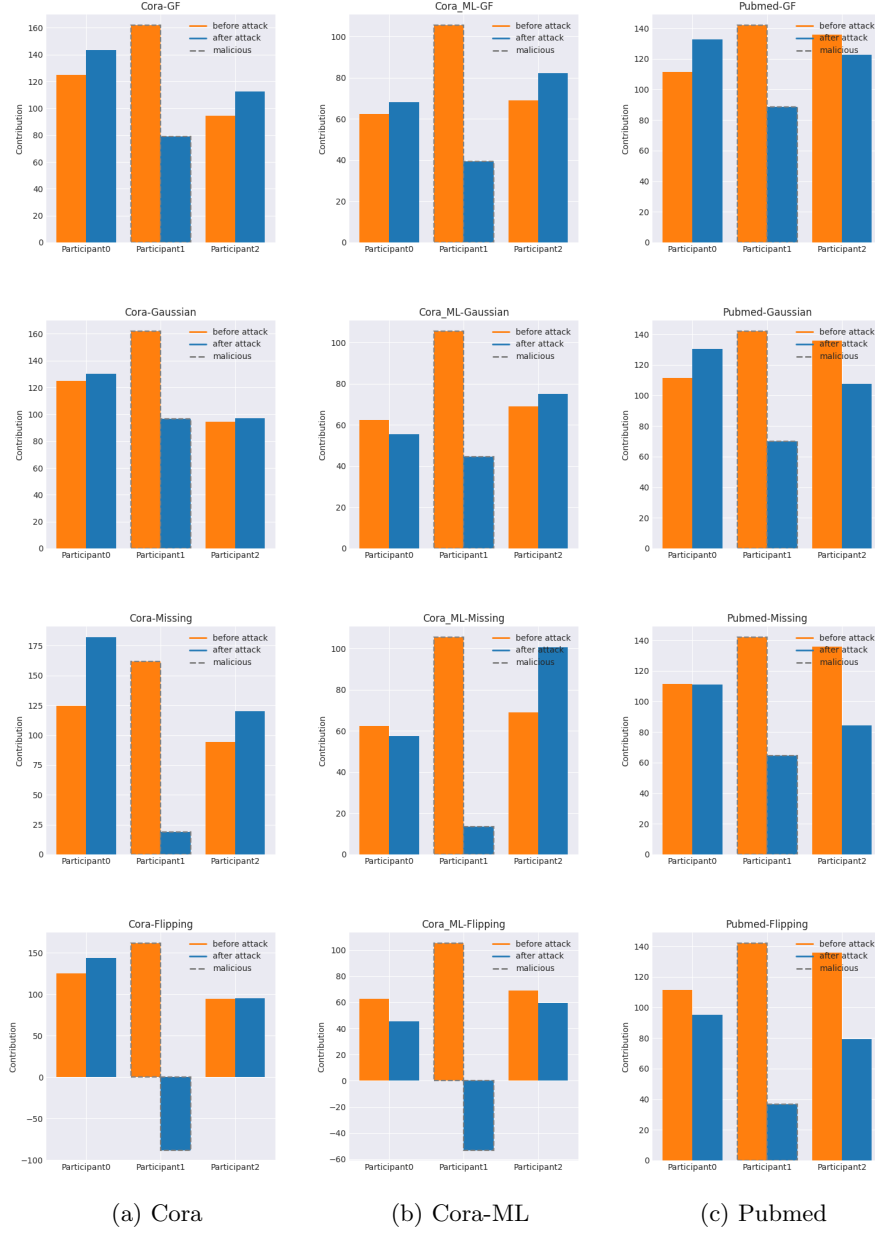 Cora-GF
Contribution
160
140
120
100
80
60
40
20
0
before attack
after attack
malicious
Participant0
Participant1
Participant2
Cora_ML-GF
Contribution
100
80
60
40
20
0
before attack
after attack
malicious
Participant0
Participant1
Participant2
Pubmed-GF
Contribution
140
120
100
80
60
40
20
0
before attack
after attack
malicious
Participant0
Participant1
Participant2
Cora-Gaussian
Contribution
160
140
120
100
80
60
40
20
0
before attack
after attack
malicious
Participant0
Participant1
Participant2
Cora_ML-Gaussian
Contribution
100
80
60
40
20
0
before attack
after attack
malicious
Participant0
Participant1
Participant2
Pubmed-Gaussian
Contribution
140
120
100
80
60
40
20
0
before attack
after attack
malicious
Participant0
Participant1
Participant2
Cora-Missing
Contribution
175
150
125
100
75
50
25
0
before attack
after attack
malicious
Participant0
Participant1
Participant2
Cora_ML-Missing
Contribution
100
80
60
40
20
0
before attack
after attack
malicious
Participant0
Participant1
Participant2
Pubmed-Missing
Contribution
140
120
100
80
60
40
20
0
before attack
after attack
malicious
Participant0
Participant1
Participant2
Cora-Flipping
Contribution
150
100
50
0
−50
−100
before attack
after attack
malicious
Participant0
Participant1
Participant2
Cora_ML-Flipping
Contribution
100
80
60
40
20
0
−20
−40
−60
before attack
after attack
malicious
Participant0
Participant1
Participant2
Pubmed-Flipping
Contribution
140
120
100
80
60
40
20
0
before attack
after attack
malicious
Participant0
Participant1
Participant2
(a) Cora
(b) Cora-ML
(c) Pubmed